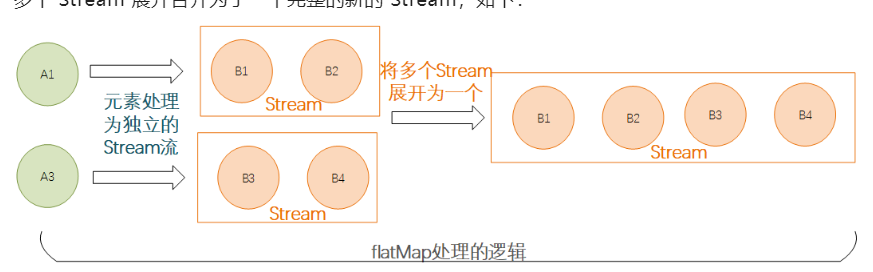 多个 Stream 展开合并为了一个完整的新的 Stream，如下：
A1
B1
B2
Stream
元素处理
为独立的
Stream流
A3
B3
B4
Stream
将多个Stream
展开为一个
B1
B2
B3
B4
Stream
flatMap处理的逻辑